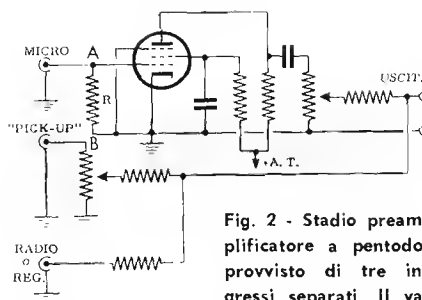 MICRO
A
R
B
"PICK-UP"
RADIO
o
REG.
+A. T.
USCIT.
Fig. 2 - Stadio pream
plificatore a pentodo
provvisto di tre in
gressi separati. Il va